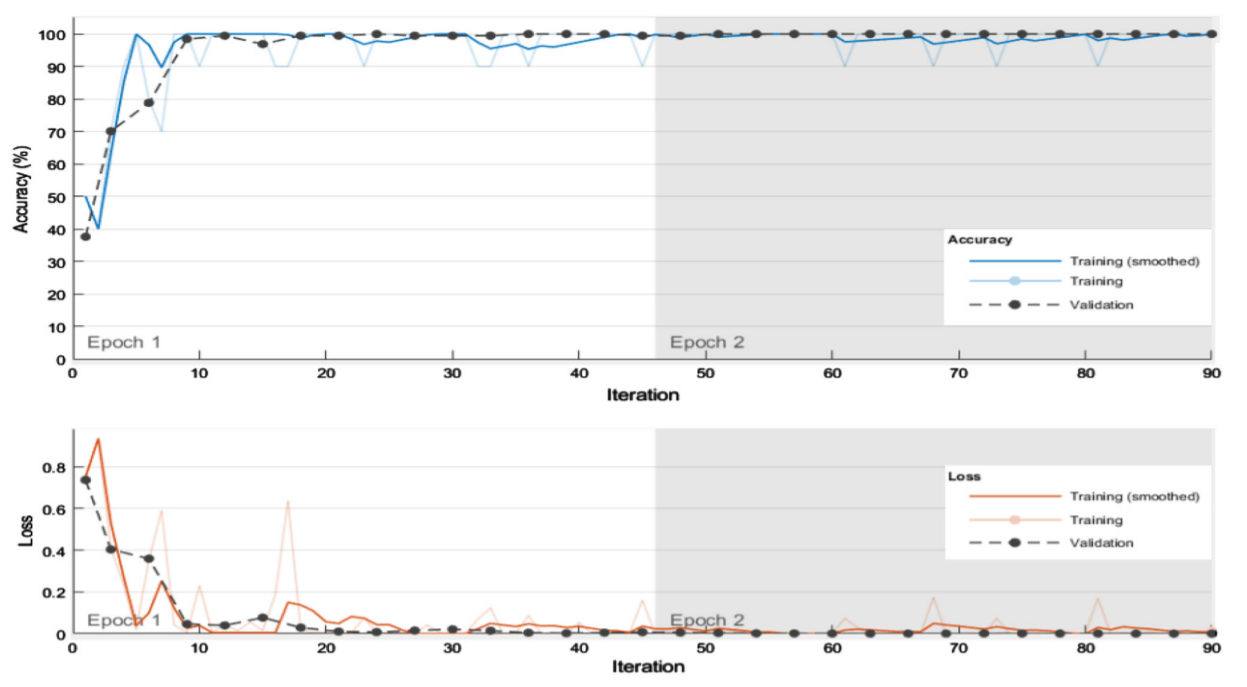 100
90
80
70
60
50
40
30
20
10
0
Accuracy (%)
Accuracy
Training (smoothed)
Training
Validation
Epoch 1
Epoch 2
0 10 20 30 40 50 60 70 80 90
Iteration
0.8
0.6
0.4
0.2
0
Loss
Loss
Training (smoothed)
Training
Validation
Epoch 1
Epoch 2
0 10 20 30 40 50 60 70 80 90
Iteration